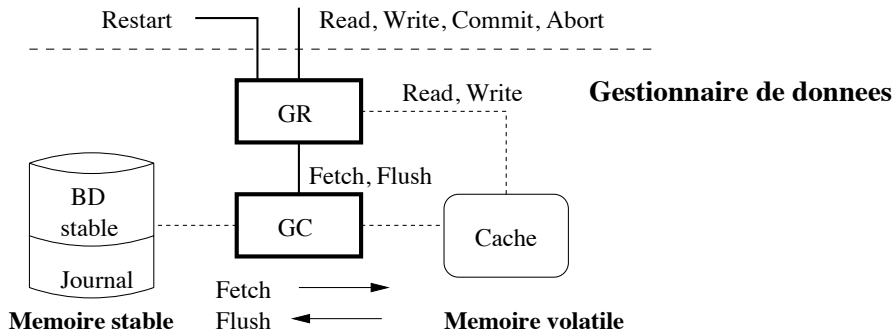 Restart
Read, Write, Commit, Abort
Gestionnaire de donnees
Read, Write
GR
Fetch, Flush
BD
stable
GC
Cache
Journal
Fetch
Memoire stable
Flush
Memoire volatile